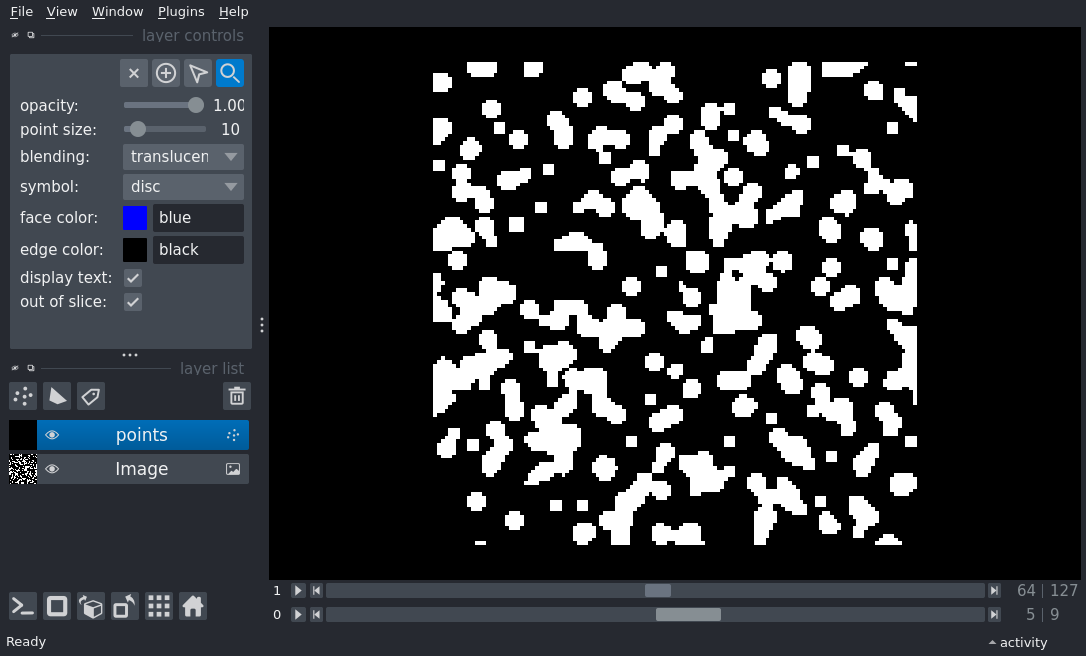 File View Window Plugins Help
layer controls
opacity: 1.00
point size: 10
blending: translucen
symbol: disc
face color: blue
edge color: black
display text:
out of slice:
layer list
points
Image
1 64 | 127
0 5 | 9
Ready activity